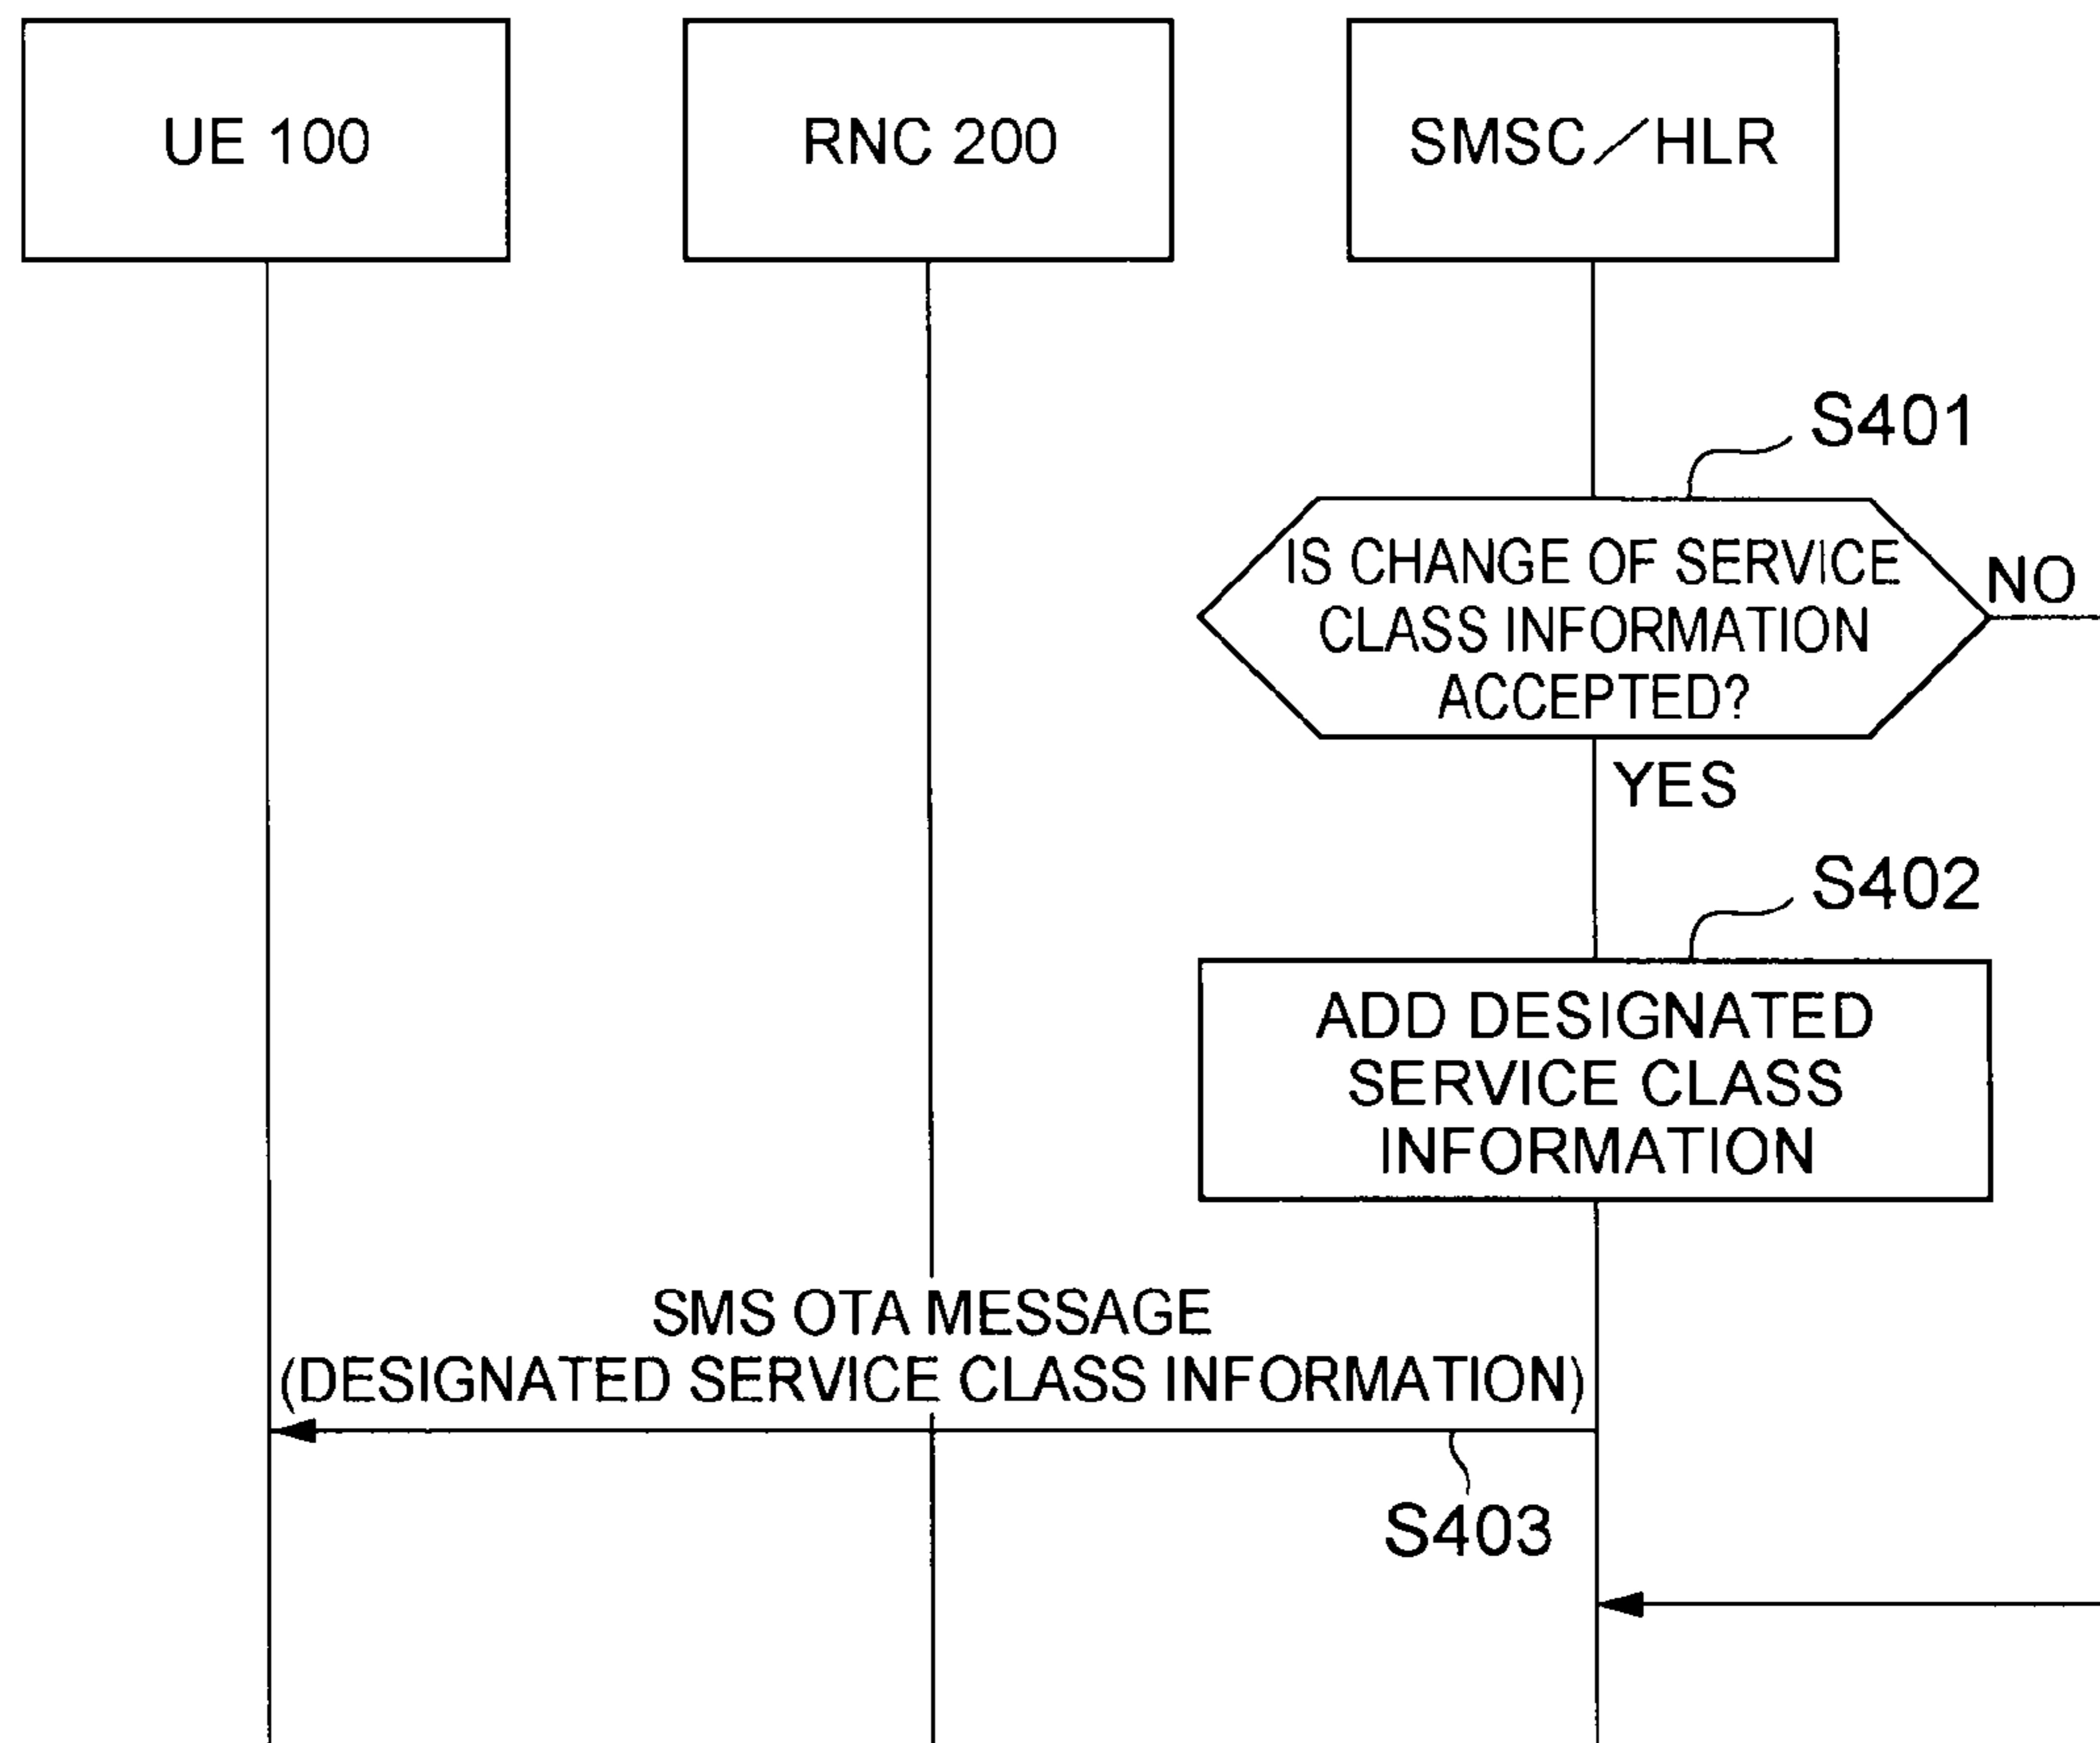 UE 100
RNC 200
SMSC／HLR
S401
IS CHANGE OF SERVICE
CLASS INFORMATION
ACCEPTED?
NO
YES
S402
ADD DESIGNATED
SERVICE CLASS
INFORMATION
SMS OTA MESSAGE
(DESIGNATED SERVICE CLASS INFORMATION)
S403